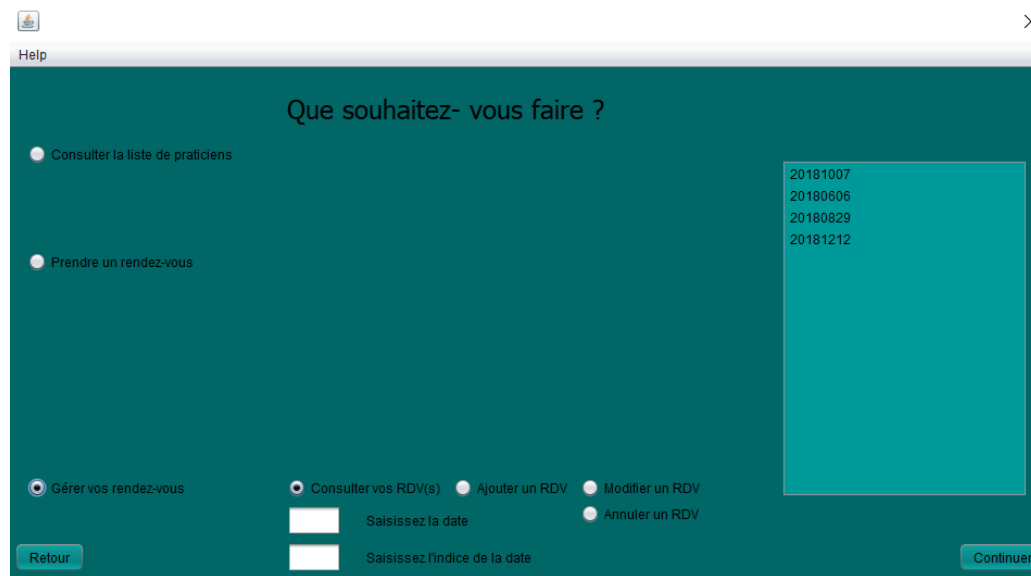 Help
Que souhaitez- vous faire ?
Consulter la liste de praticiens
20181007
20180606
20180829
20181212
Prendre un rendez-vous
Gérer vos rendez-vous
Consulter vos RDV(s)
Ajouter un RDV
Modifier un RDV
Saisissez la date
Annuler un RDV
Retour
Saisissez l'indice de la date
Continuer